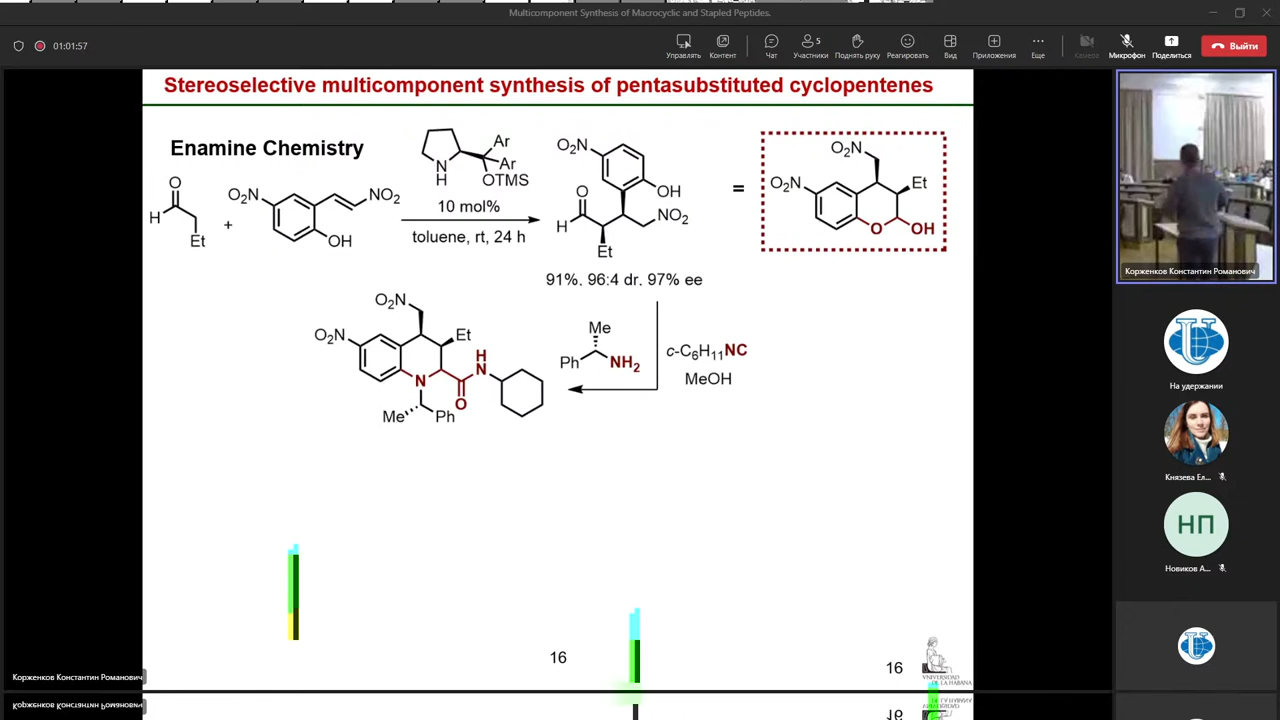 Multicomponent Synthesis of Macrocyclic and Stapled Peptides.
01:01:57
Управлять
Контент
Чат
5
Участники
Поднять руку
Реагировать
Вид
Приложения
Еще
Камера
Микрофон
Поделиться
Выйти
Stereoselective multicomponent synthesis of pentasubstituted cyclopentenes
Enamine Chemistry
O
H
Et
+
O2N
NO2
OH
N
H
Ar
Ar
OTMS
10 mol%
toluene, rt, 24 h
NO2
OH
O
H
NO2
Et
91%, 96:4 dr, 97% ee
=
O2N
O2N
Et
O
OH
O2N
O2N
Et
H
N
N
O
Me
Ph
Me
Ph
NH2
c-C6H11NC
MeOH
16
16
UNIVERSIDAD
DE LA HABANA
Корженков Константин Романович
На удержании
Князева Ел...
НП
Новиков А...
Корженков Константин Романович